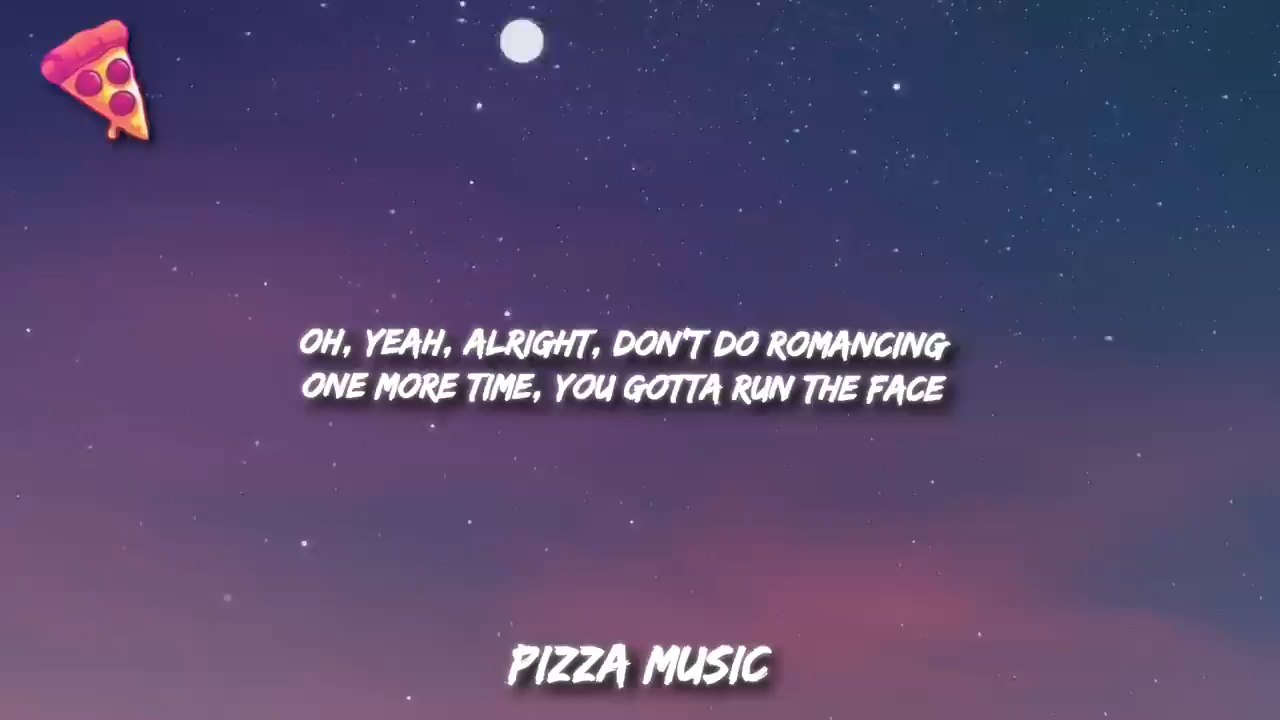 OH, YEAH, ALRIGHT, DON'T DO ROMANCING
ONE MORE TIME, YOU GOTTA RUN THE FACE
PIZZA MUSIC